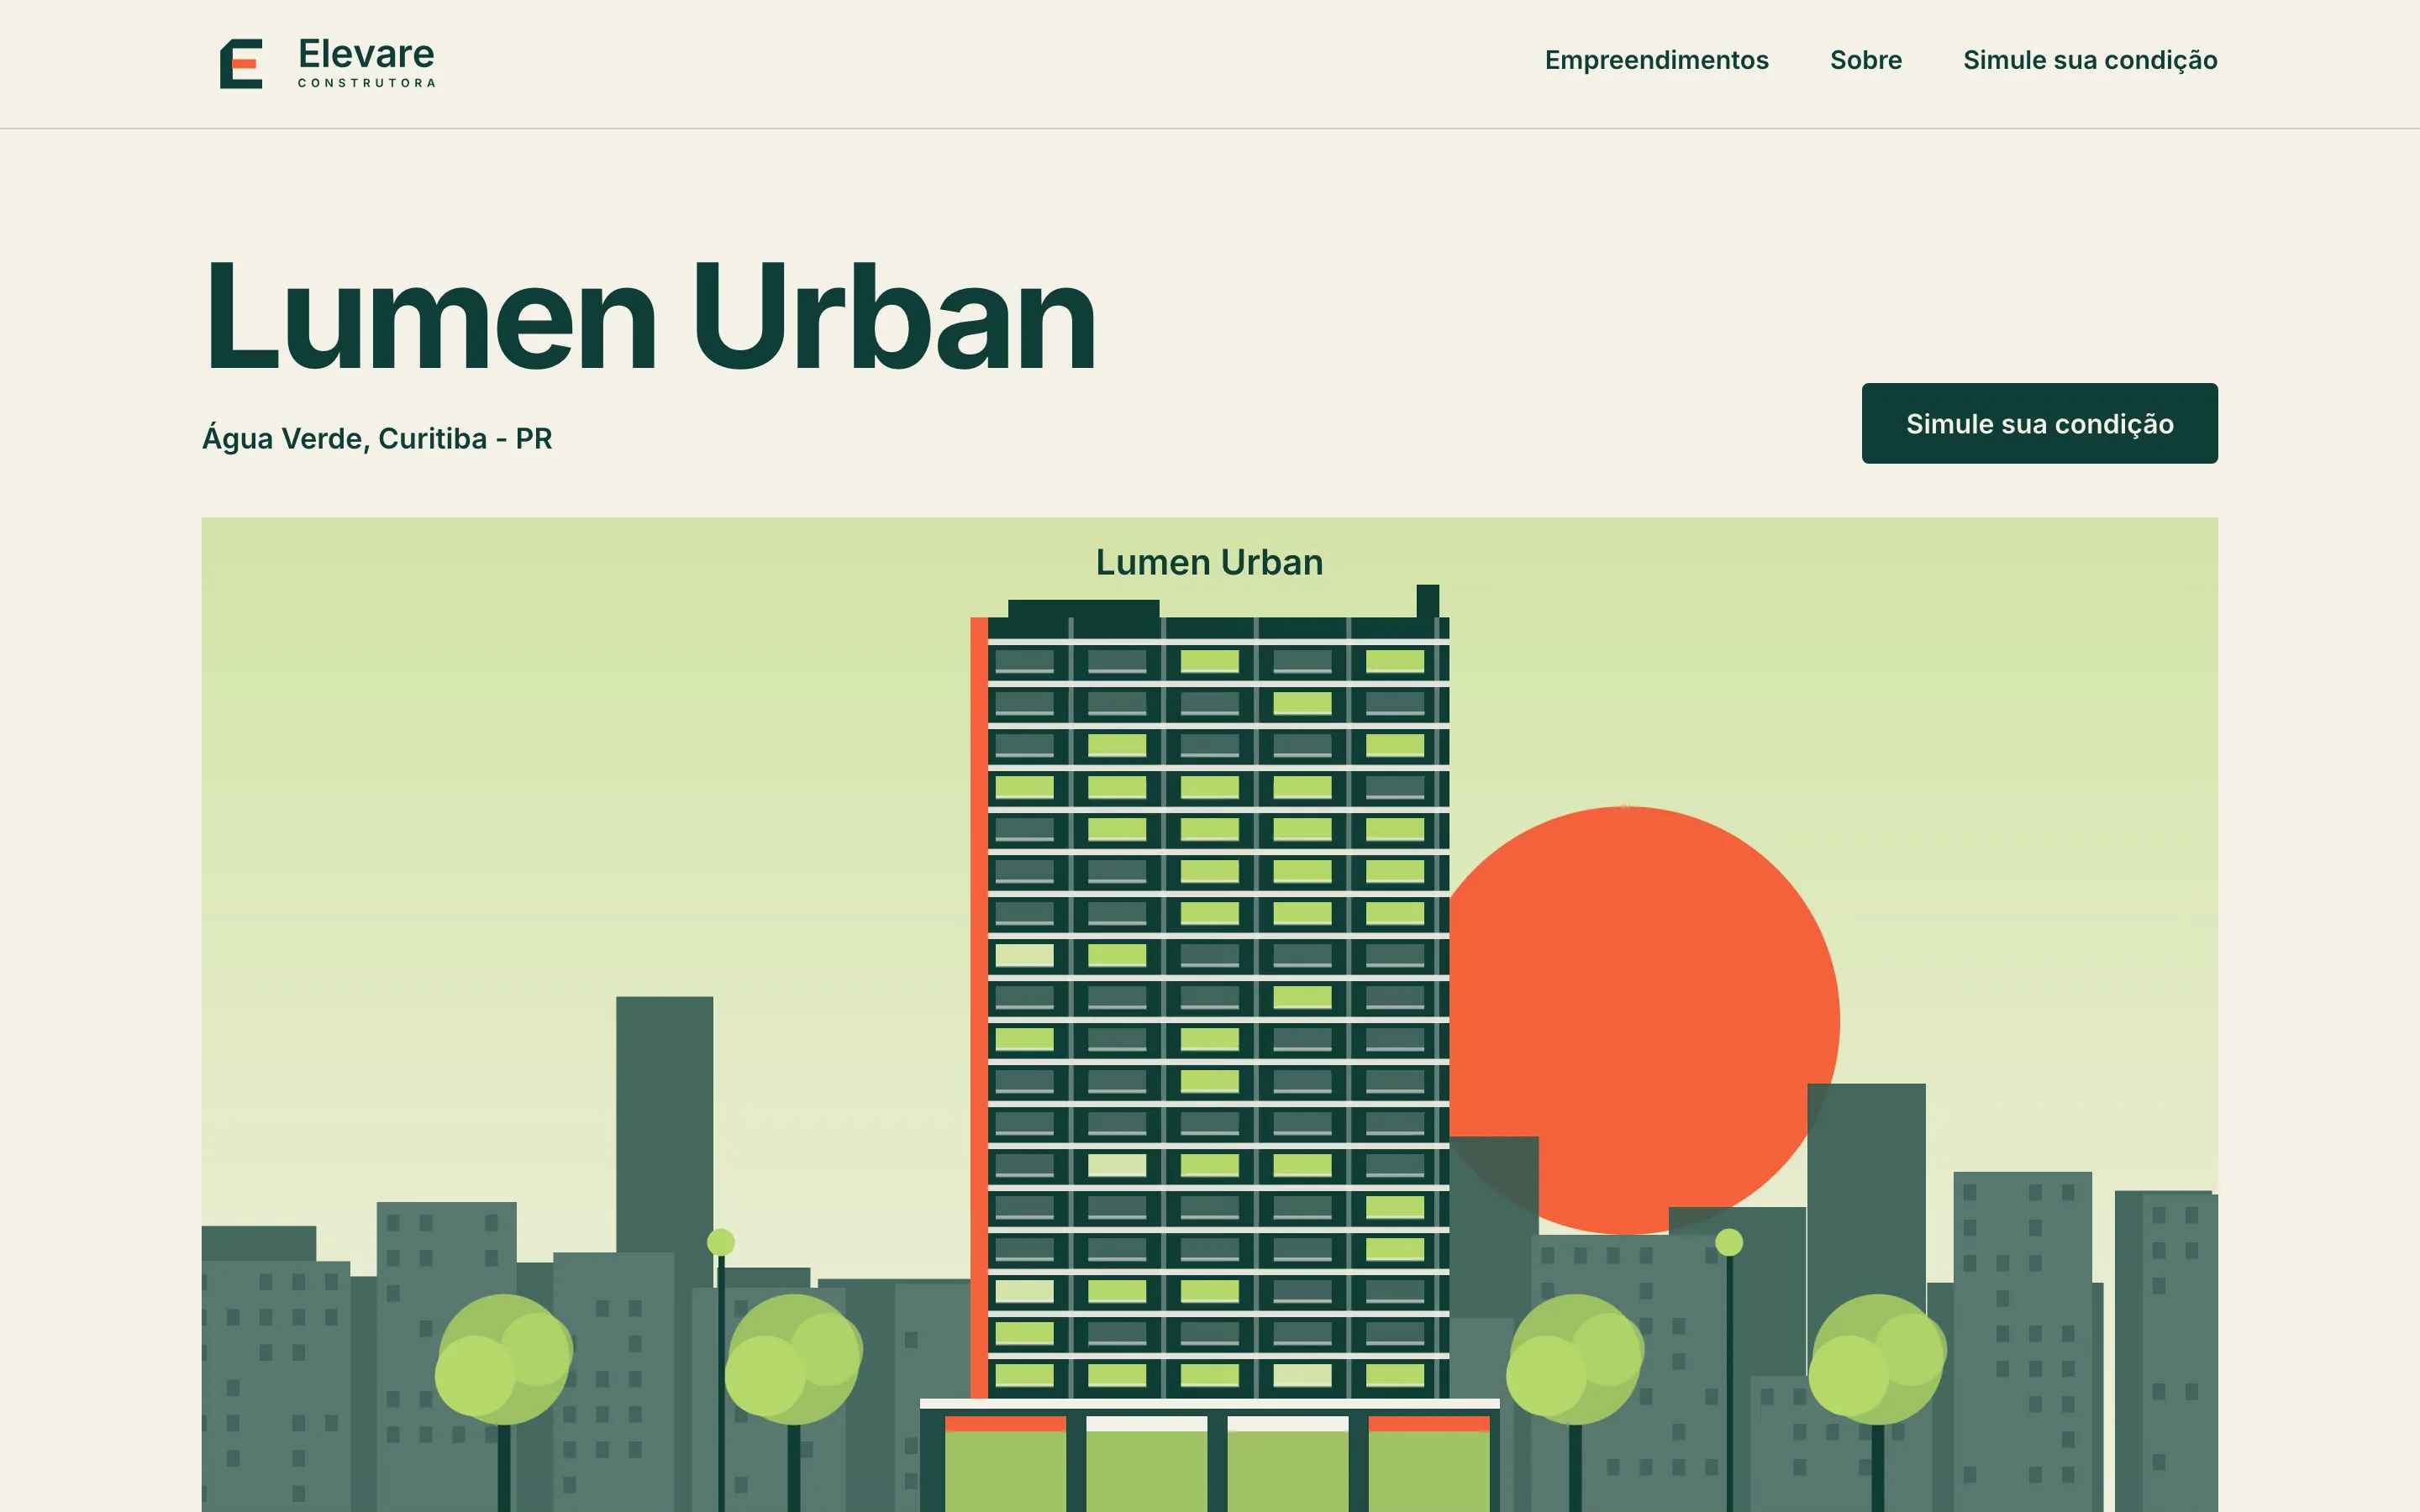 Elevare
CONSTRUTORA
Empreendimentos
Sobre
Simule sua condição
Lumen Urban
Água Verde, Curitiba - PR
Simule sua condição
Lumen Urban